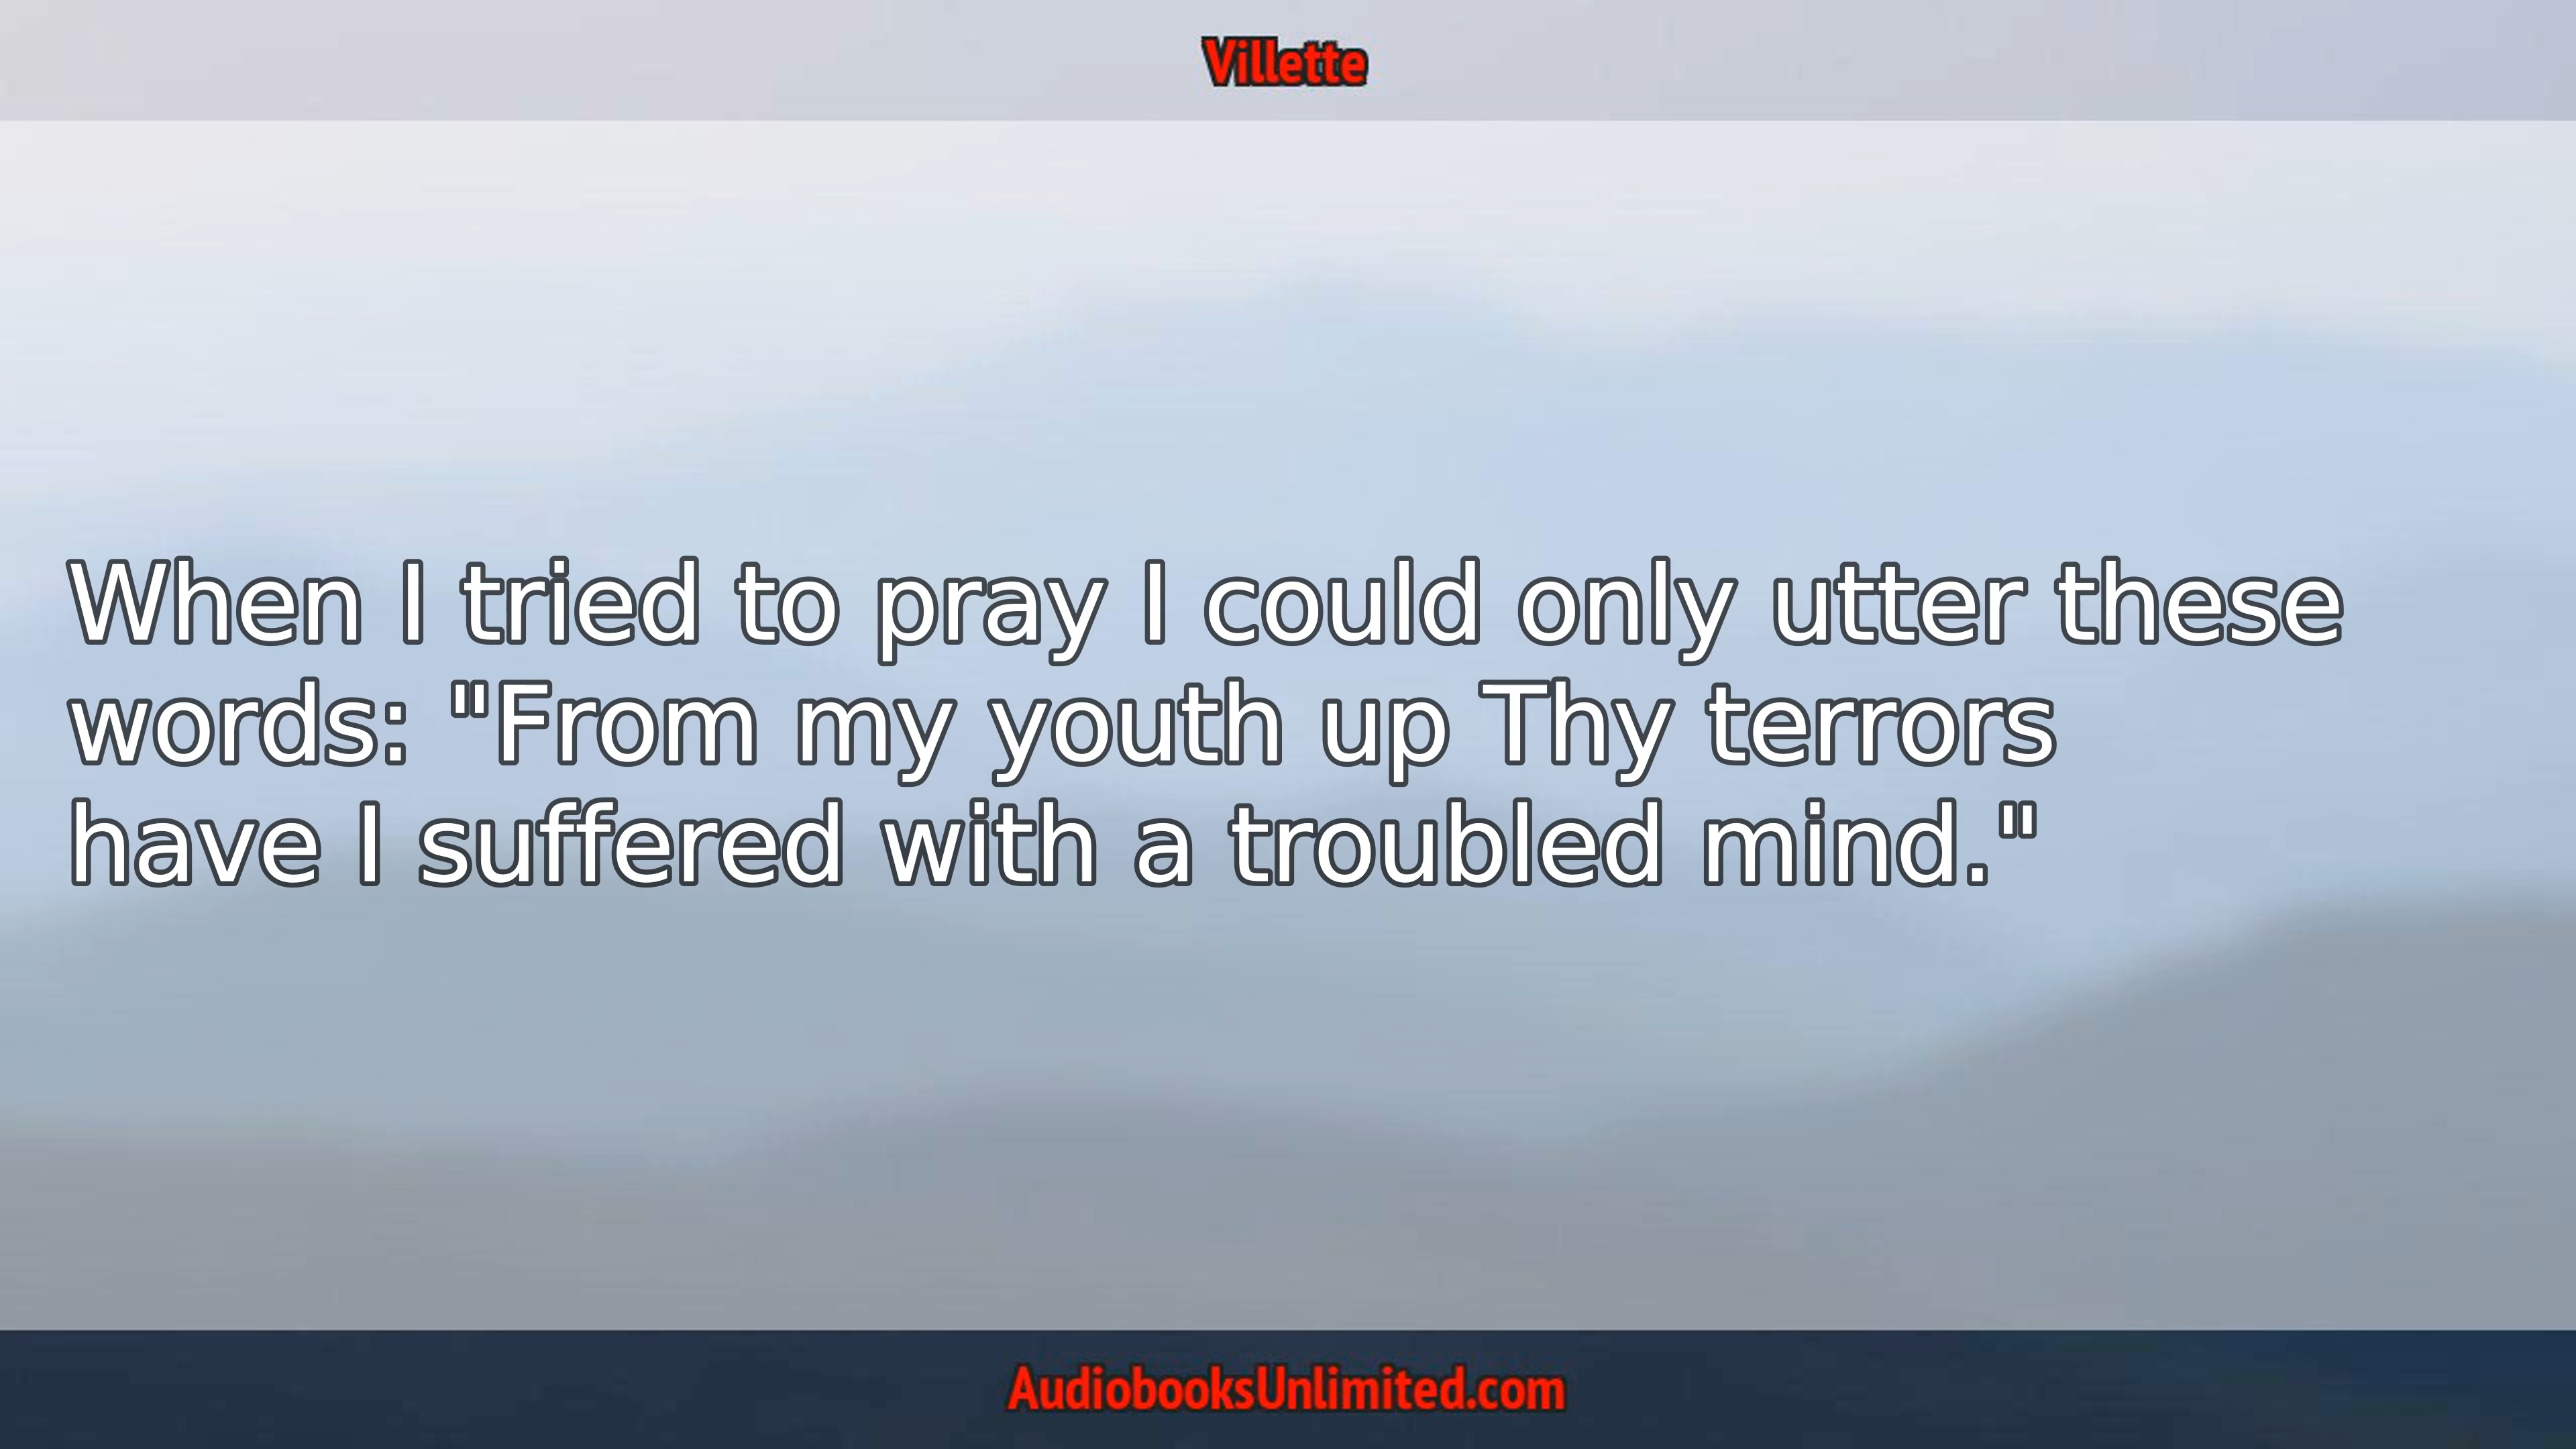 Villette
When I tried to pray I could only utter these
words: "From my youth up Thy terrors
have I suffered with a troubled mind."
AudiobooksUnlimited.com